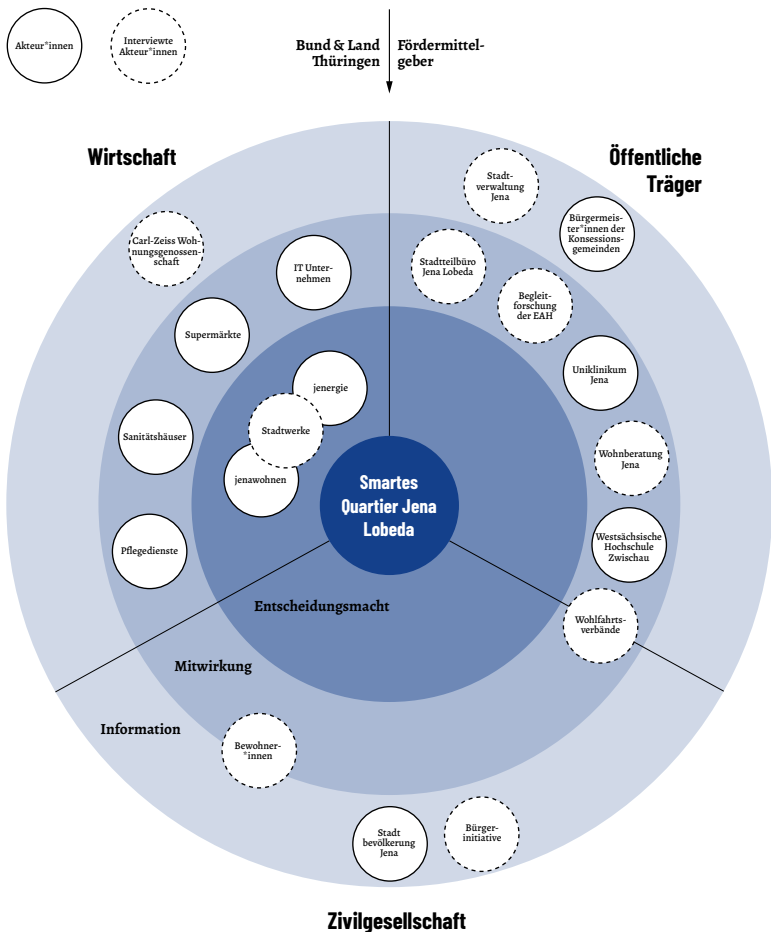 Akteur*innen
Interviewte
Akteur*innen
Bund & Land
Thüringen
Fördermittel-
geber
Wirtschaft
Öffentliche
Träger
Stadt-
verwaltung
Jena
Bürgermeis-
ter*innen der
Konsessions-
gemeinden
Carl-Zeiss Woh-
nungsgenossen-
schaft
IT Unter-
nehmen
Stadtteilbüro
Jena Lobeda
Begleit-
forschung
der EAH
Supermärkte
Uniklinikum
Jena
jenergie
Stadtwerke
jenawohnen
Sanitätshäuser
Wohnberatung
Jena
Smartes
Quartier Jena
Lobeda
Pflegedienste
Westsächsische
Hochschule
Zwischau
Entscheidungsmacht
Wohlfahrts-
verbände
Mitwirkung
Information
Bewohner-
*innen
Stadt
bevölkerung
Jena
Bürger-
initiative
Zivilgesellschaft